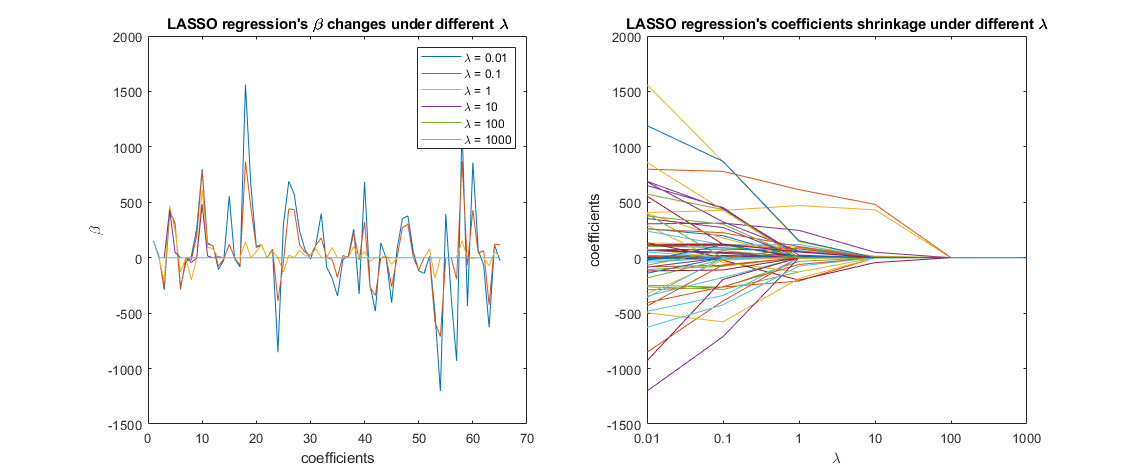 LASSO regression's β changes under different λ
2000
1500
1000
500
0
-500
-1000
-1500
β
0 10 20 30 40 50 60 70
coefficients
λ = 0.01
λ = 0.1
λ = 1
λ = 10
λ = 100
λ = 1000
LASSO regression's coefficients shrinkage under different λ
2000
1500
1000
500
0
-500
-1000
-1500
coefficients
0.01 0.1 1 10 100 1000
λ